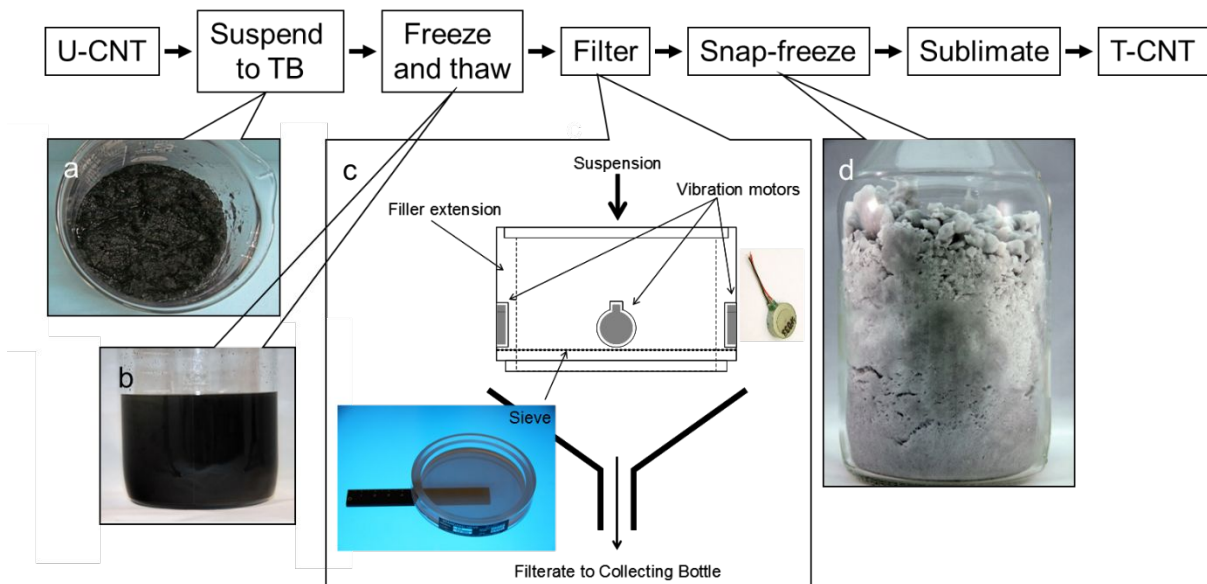 U-CNT
Suspend
to TB
Freeze
and thaw
Filter
Snap-freeze
Sublimate
T-CNT
a
b
c
Suspension
Filler extension
Vibration motors
Sieve
Filterate to Collecting Bottle
d